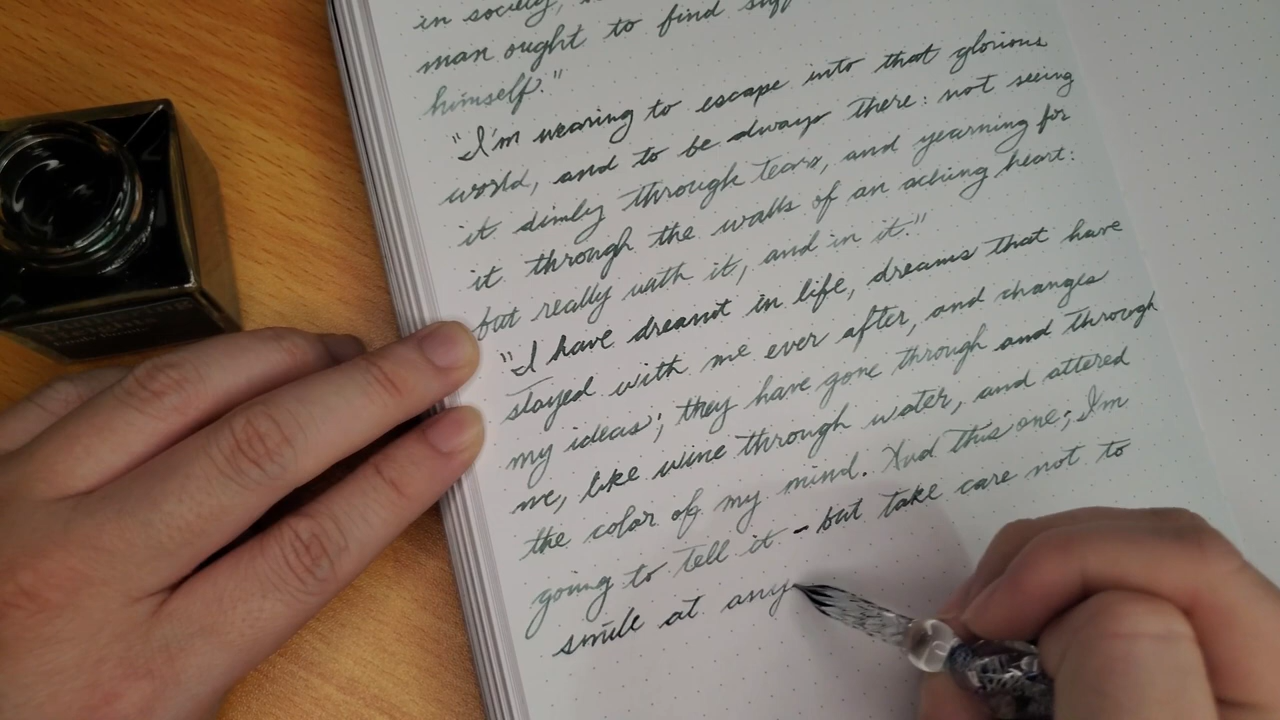 in society,
man ought to find
himself."
"I'm wearing to escape into that glorious
world, and to be always there: not seeing
it dimly through tears, and yearning for
it through the walls of an aching heart:
but really with it, and in it."
"I have dreamt in life, dreams that have
stayed with me ever after, and changes
my ideas; they have gone through and through
me, like wine through water, and attered
the color of my mind. And this one; I'm
going to tell it - but take care not to
smile at any